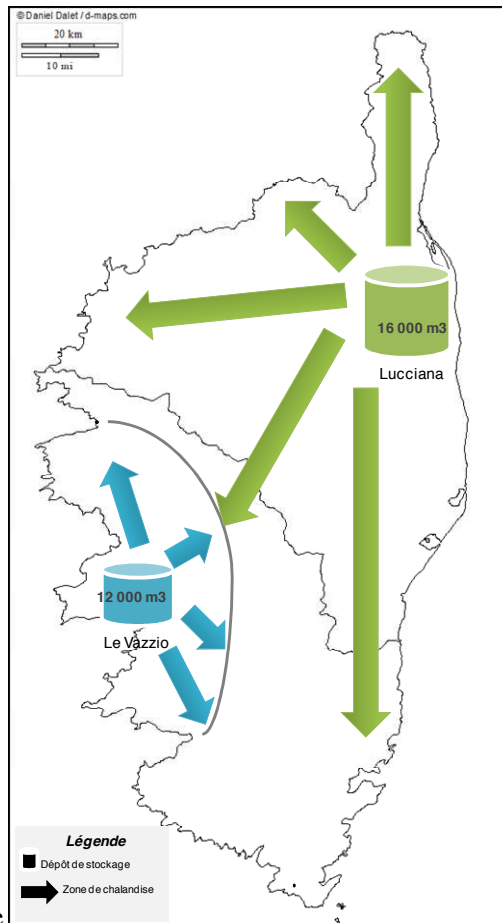 © Daniel Dalet / d-maps.com
20 km
10 mi
16 000 m3
Lucciana
12 000 m3
Le Vazzio
Légende
Dépôt de stockage
Zone de chalandise
e